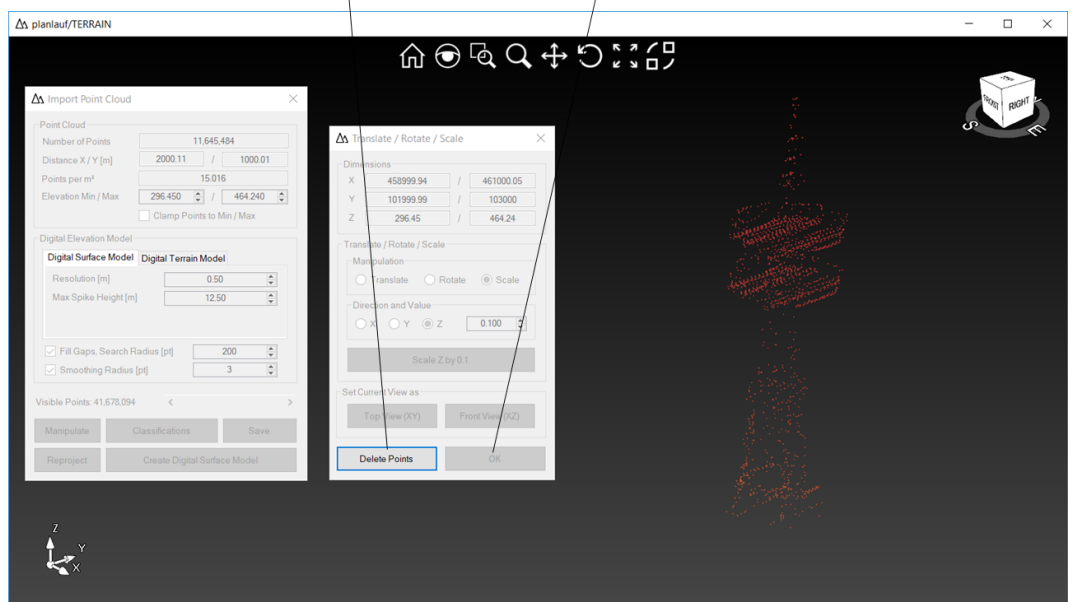 planlauf/TERRAIN
Import Point Cloud
Point Cloud
Number of Points 11,645,484
Distance X / Y [m] 2000.11 / 1000.01
Points per m² 15.016
Elevation Min / Max 296.450 / 464.240
Clamp Points to Min / Max
Digital Elevation Model
Digital Surface Model Digital Terrain Model
Resolution [m] 0.50
Max Spike Height [m] 12.50
Fill Gaps, Search Radius [pt] 200
Smoothing Radius [pt] 3
Visible Points: 41,678,094 < >
Manipulate Classifications Save
Reproject Create Digital Surface Model
Translate / Rotate / Scale
Dimensions
X 458999.94 / 461000.05
Y 101999.99 / 103000
Z 296.45 / 464.24
Translate / Rotate / Scale
Manipulation
Translate Rotate Scale
Direction and Value
X Y Z 0.100
Scale Z by 0.1
Set Current View as
Top View (XY) Front View (XZ)
Delete Points OK
TOP
FRONT RIGHT
S E
Z
Y
X